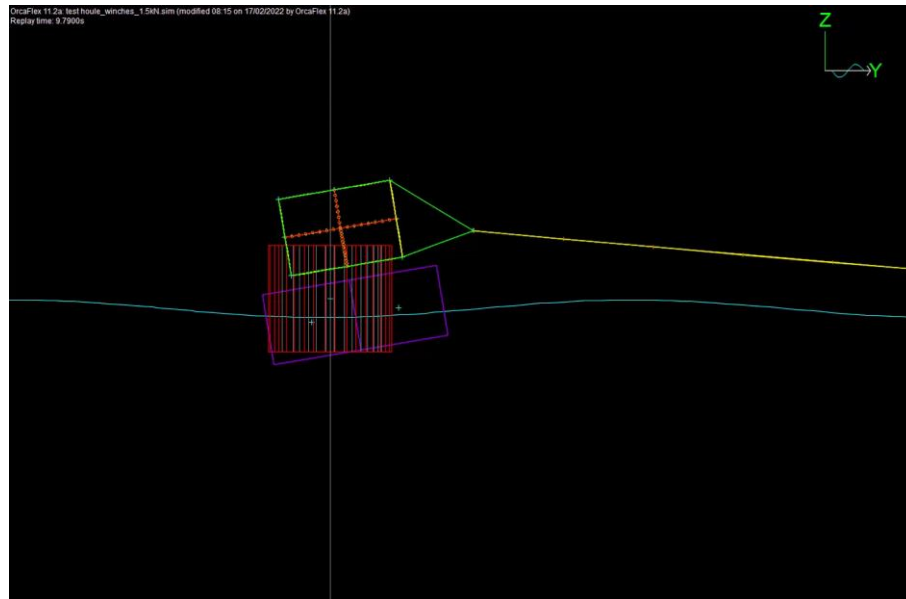 OrcaFlex 11.2a: test houle_winches_1.5kN.sim (modified 08:15 on 17/02/2022 by OrcaFlex 11.2a)
Replay time: 9.7900s
Z
Y